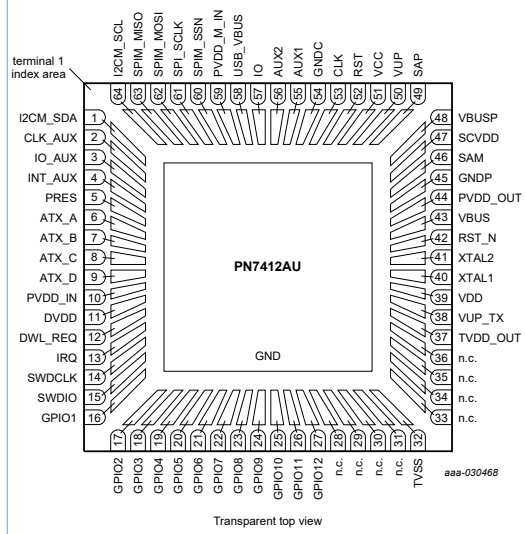 terminal 1
index area
I2CM_SCL
SPIM_MISO
SPIM_MOSI
SPI_SCLK
SPIM_SSN
PVDD_M_IN
USB_VBUS
IO
AUX2
AUX1
GNDC
CLK
RST
VCC
VUP
SAP
64
63
62
61
60
59
58
57
56
55
54
53
52
51
50
49
I2CM_SDA 1
CLK_AUX 2
IO_AUX 3
INT_AUX 4
PRES 5
ATX_A 6
ATX_B 7
ATX_C 8
ATX_D 9
PVDD_IN 10
DVDD 11
DWL_REQ 12
IRQ 13
SWDCLK 14
SWDIO 15
GPIO1 16
48 VBUSP
47 SCVDD
46 SAM
45 GNDP
44 PVDD_OUT
43 VBUS
42 RST_N
41 XTAL2
40 XTAL1
39 VDD
38 VUP_TX
37 TVDD_OUT
36 n.c.
35 n.c.
34 n.c.
33 n.c.
PN7412AU
GND
17
18
19
20
21
22
23
24
25
26
27
28
29
30
31
32
GPIO2
GPIO3
GPIO4
GPIO5
GPIO6
GPIO7
GPIO8
GPIO9
GPIO10
GPIO11
GPIO12
n.c.
n.c.
n.c.
n.c.
TVSS
aaa-030468
Transparent top view